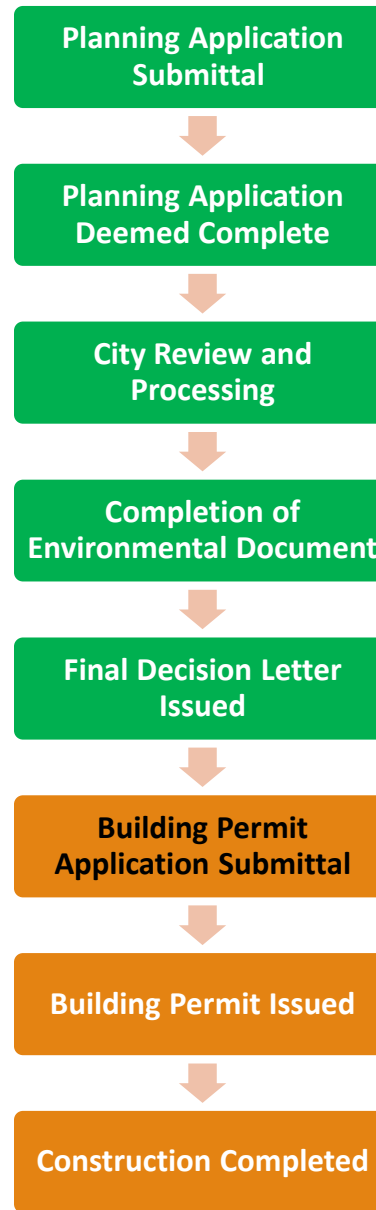 Planning Application
Submittal
Planning Application
Deemed Complete
City Review and
Processing
Completion of
Environmental Document
Final Decision Letter
Issued
Building Permit
Application Submittal
Building Permit Issued
Construction Completed